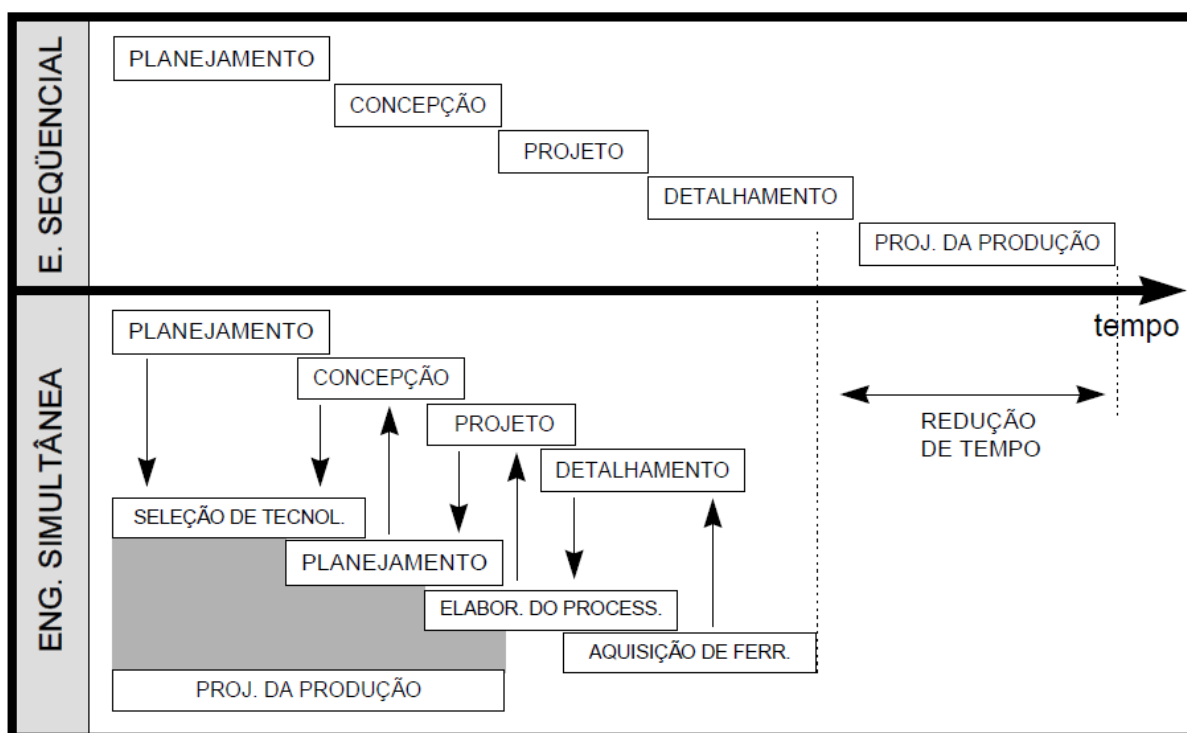 E. SEQÜENCIAL
PLANEJAMENTO
CONCEPÇÃO
PROJETO
DETALHAMENTO
PROJ. DA PRODUÇÃO
tempo
ENG. SIMULTÂNEA
PLANEJAMENTO
CONCEPÇÃO
PROJETO
DETALHAMENTO
REDUÇÃO
DE TEMPO
SELEÇÃO DE TECNOL.
PLANEJAMENTO
ELABOR. DO PROCESS.
AQUISIÇÃO DE FERR.
PROJ. DA PRODUÇÃO